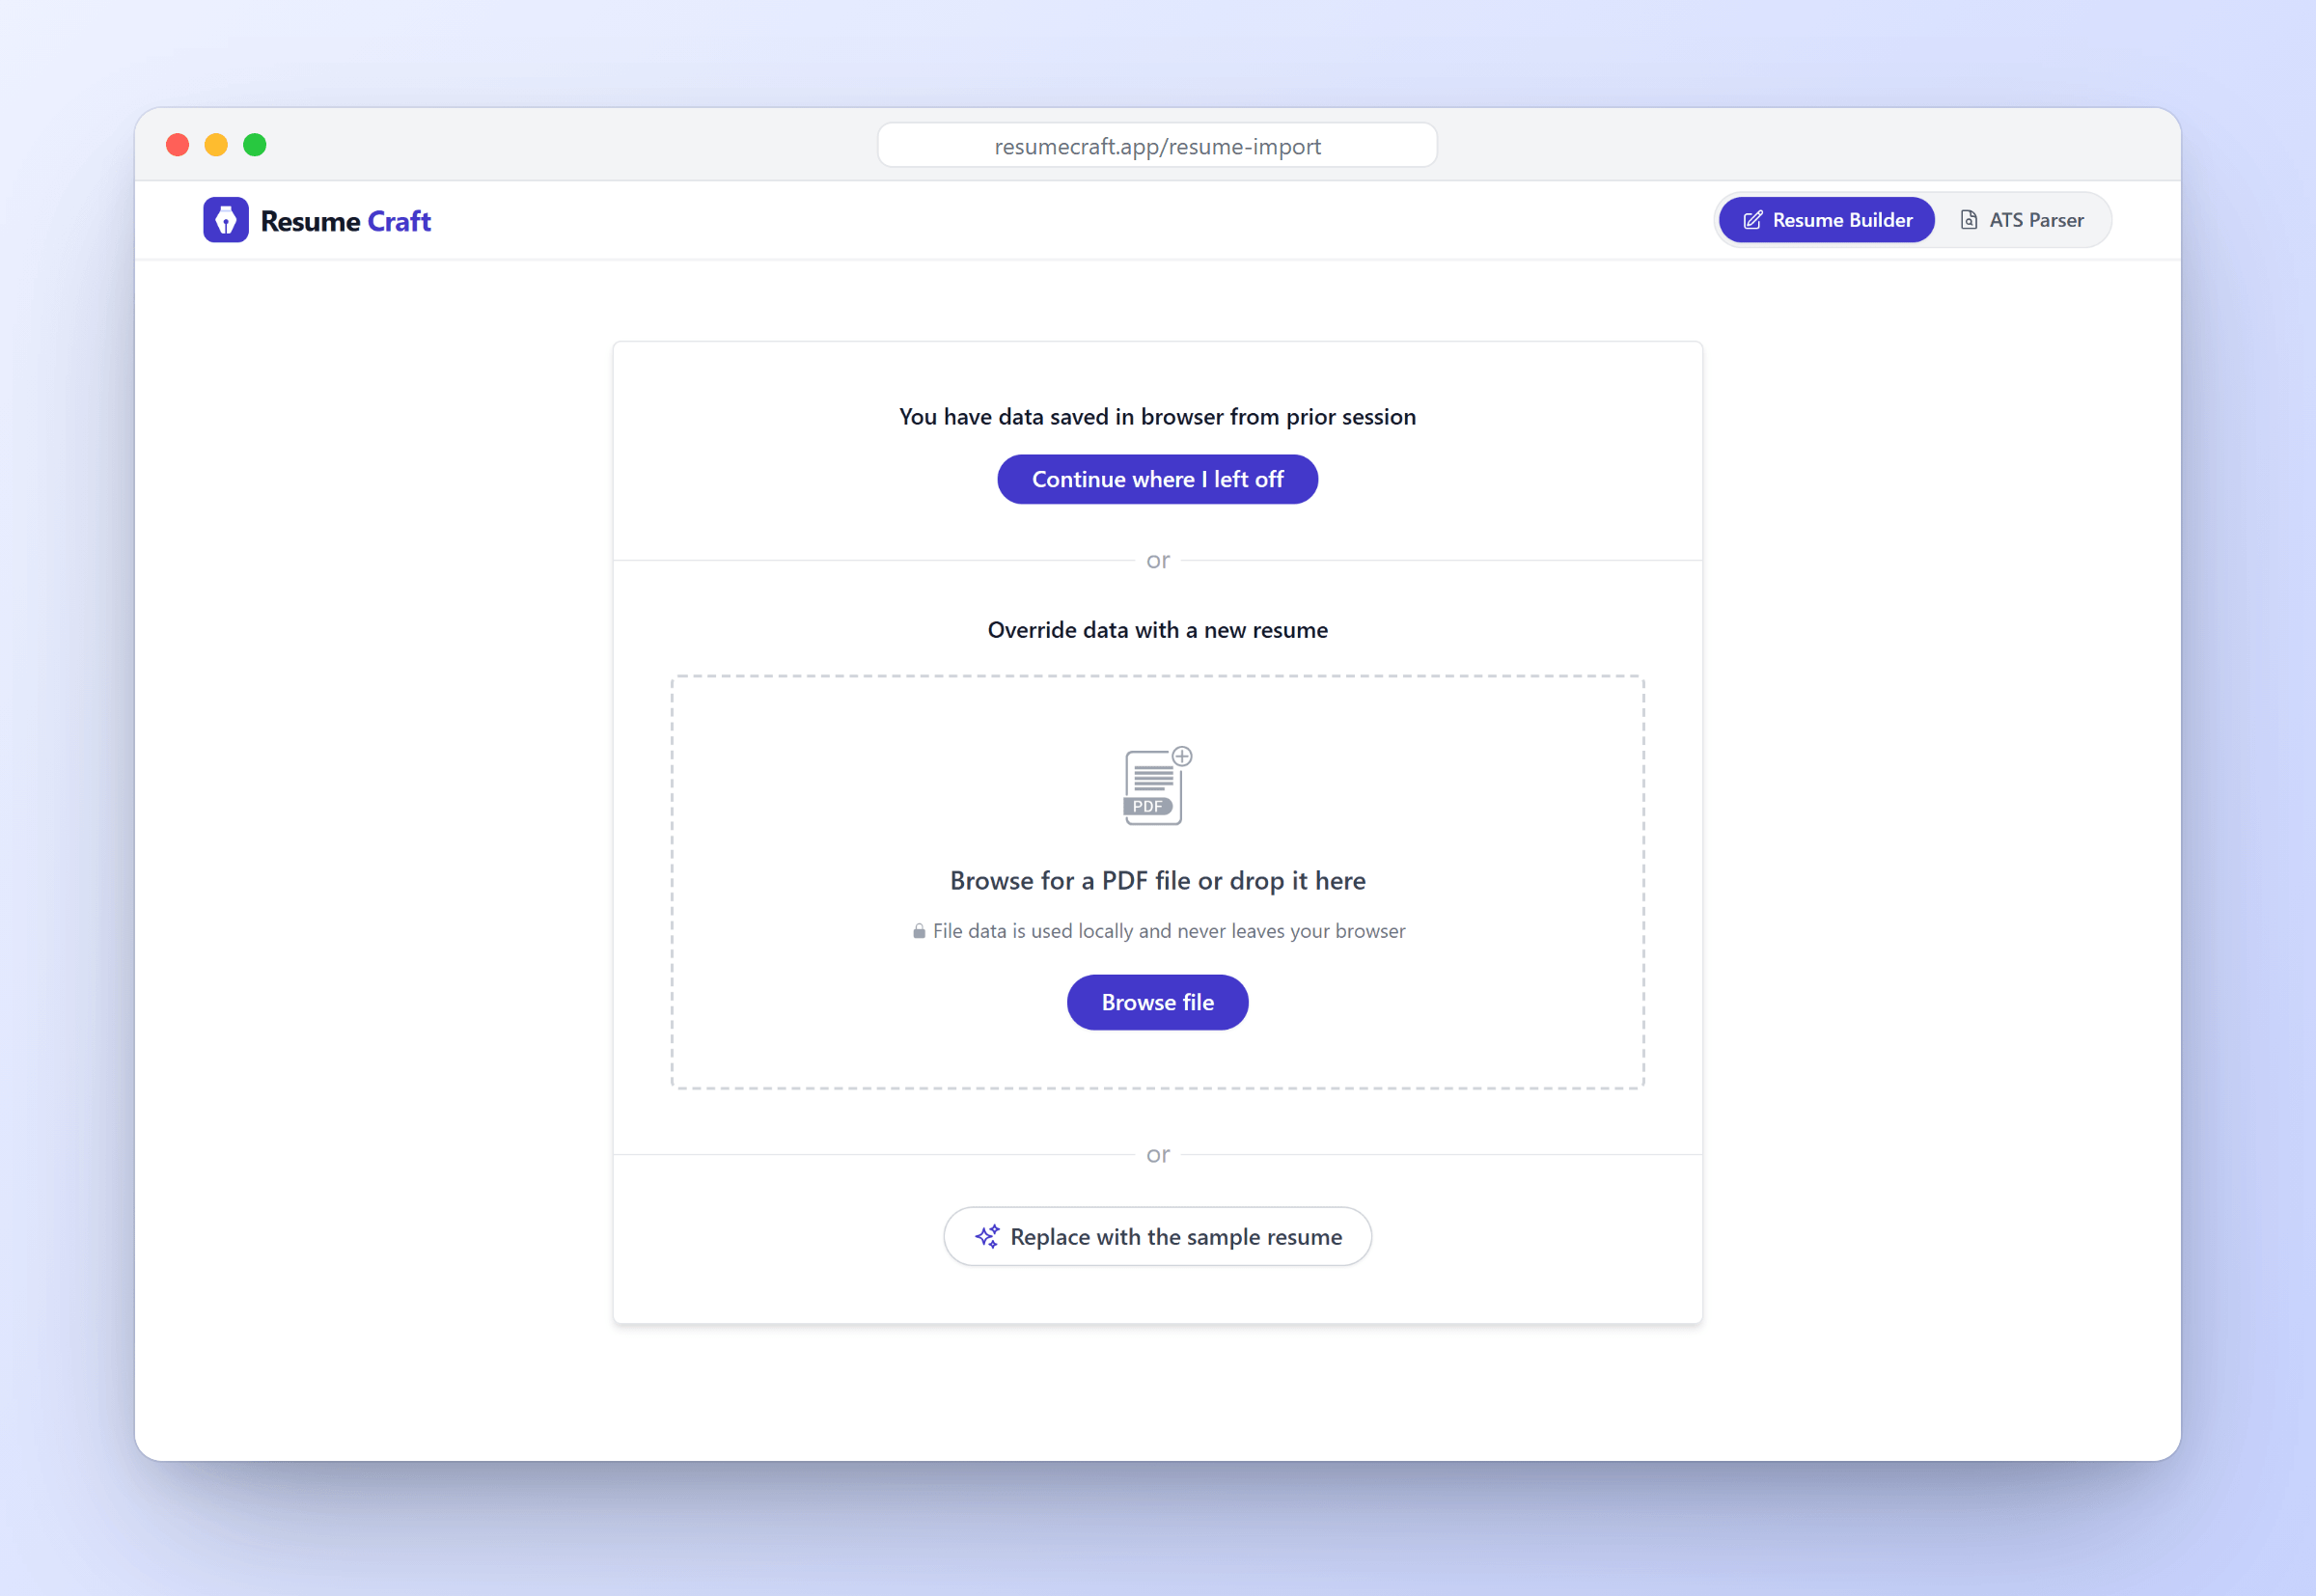 resumecraft.app/resume-import
Resume Craft
Resume Builder
ATS Parser
You have data saved in browser from prior session
Continue where I left off
or
Override data with a new resume
PDF
Browse for a PDF file or drop it here
File data is used locally and never leaves your browser
Browse file
or
Replace with the sample resume